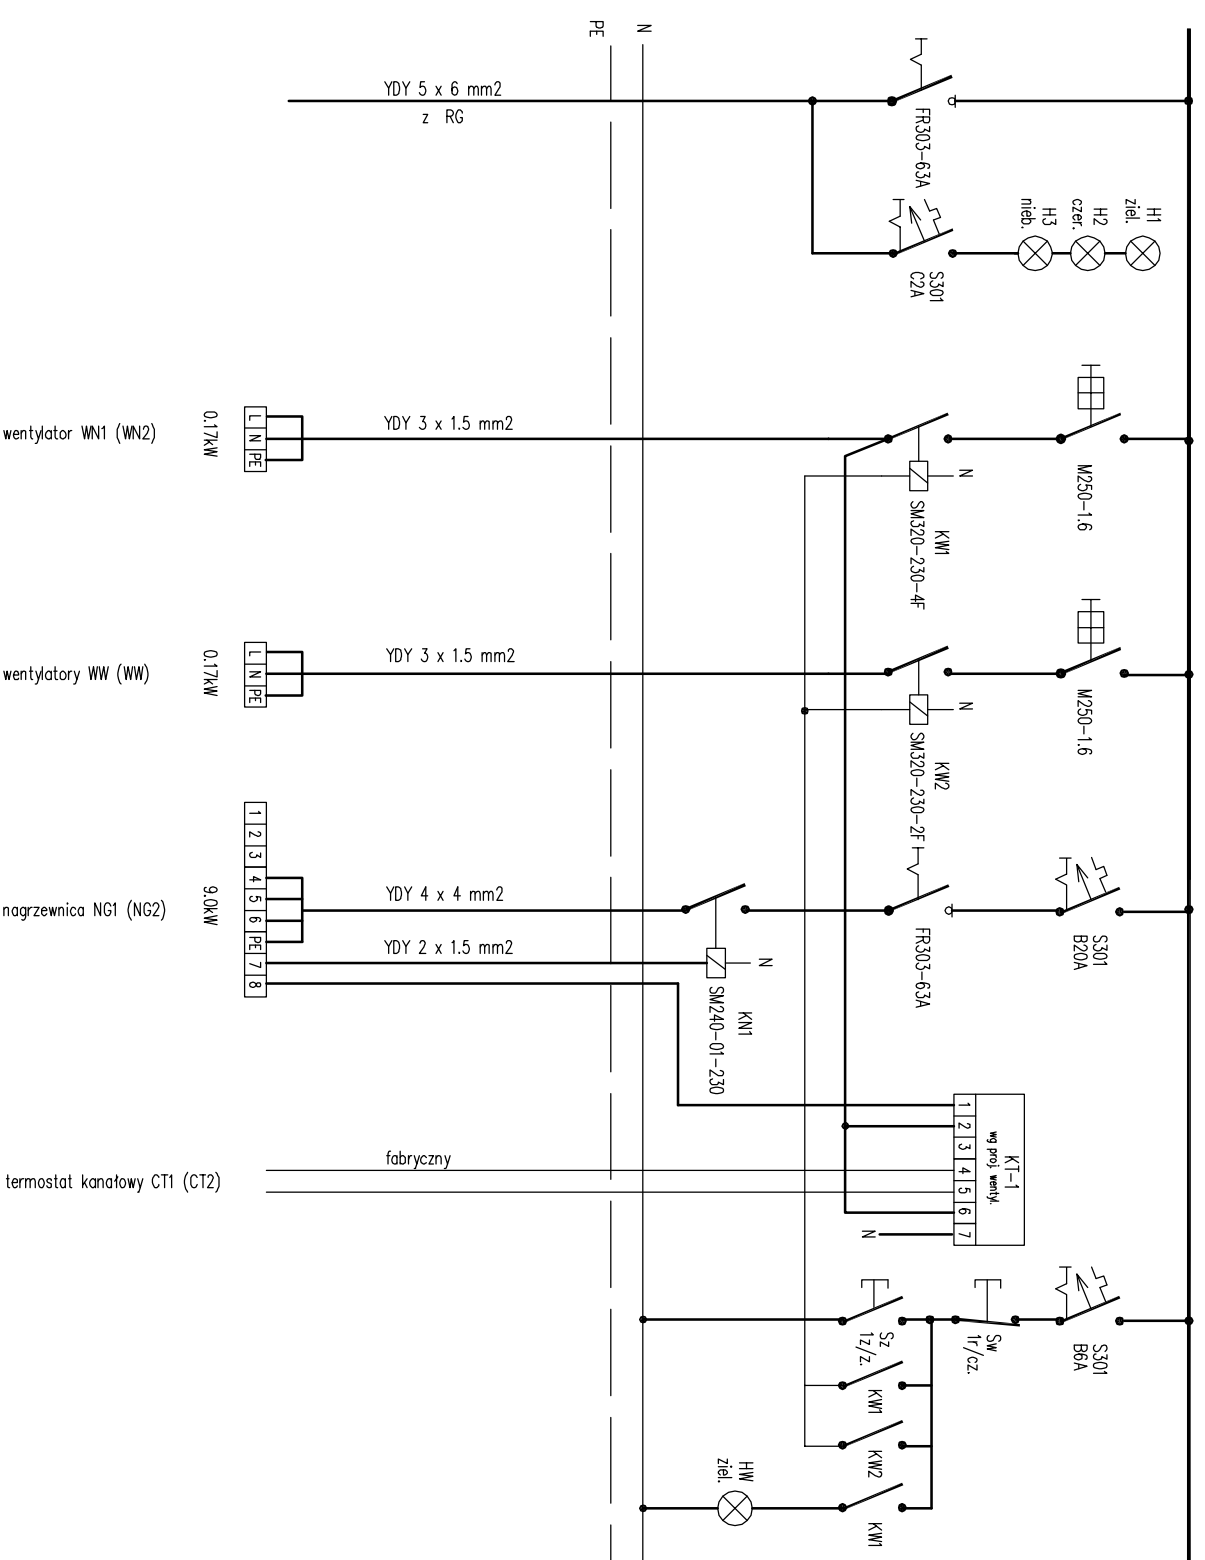 PE
N
YDY 5 x 6 mm2
z RG
FR303-63A
H1
ziel.
H2
czer.
H3
nieb.
S301
C2A
wentylator WN1 (WN2)
0.17kW
L
N
PE
YDY 3 x 1.5 mm2
N
KW1
SM320-230-4F
M250-1.6
wentylatory WW (WW)
0.17kW
L
N
PE
YDY 3 x 1.5 mm2
N
KW2
SM320-230-2F
M250-1.6
nagrzewnica NG1 (NG2)
9.0kW
1
2
3
4
5
6
PE
7
8
YDY 4 x 4 mm2
YDY 2 x 1.5 mm2
N
KN1
SM240-01-230
FR303-63A
S301
B20A
KT-1
wg proj. wentyl.
1
2
3
4
5
6
7
N
termostat kanałowy CT1 (CT2)
fabryczny
Sz
1z/z.
Sw
1r/cz.
S301
B6A
KW1
KW2
KW1
HW
ziel.